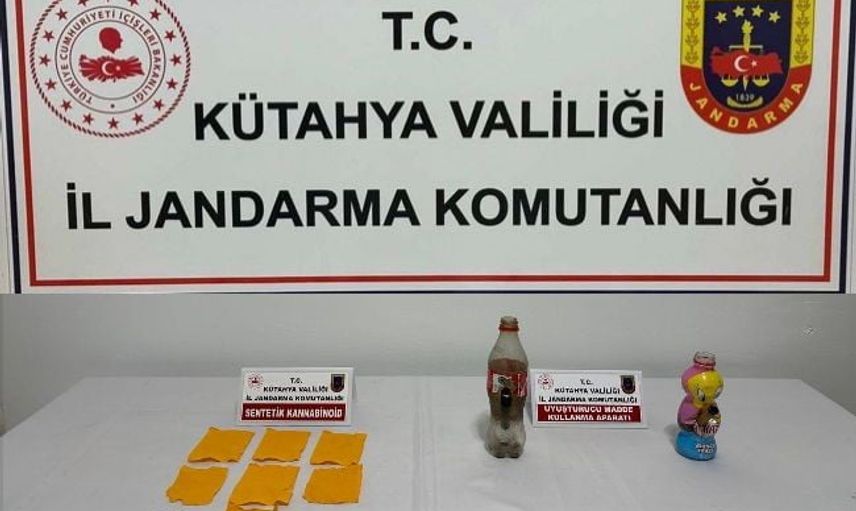 T.C.
KÜTAHYA VALİLİĞİ
İL JANDARMA KOMUTANLIĞI
TÜRKİYE CUMHURİYETİ İÇİŞLERİ BAKANLIĞI
1839
JANDARMA
T.C.
KÜTAHYA VALİLİĞİ
İL JANDARMA KOMUTANLIĞI
SENTETİK KANNABİNOİD
T.C.
KÜTAHYA VALİLİĞİ
İL JANDARMA KOMUTANLIĞI
UYUŞTURUCU MADDE
KULLANMA APARATI